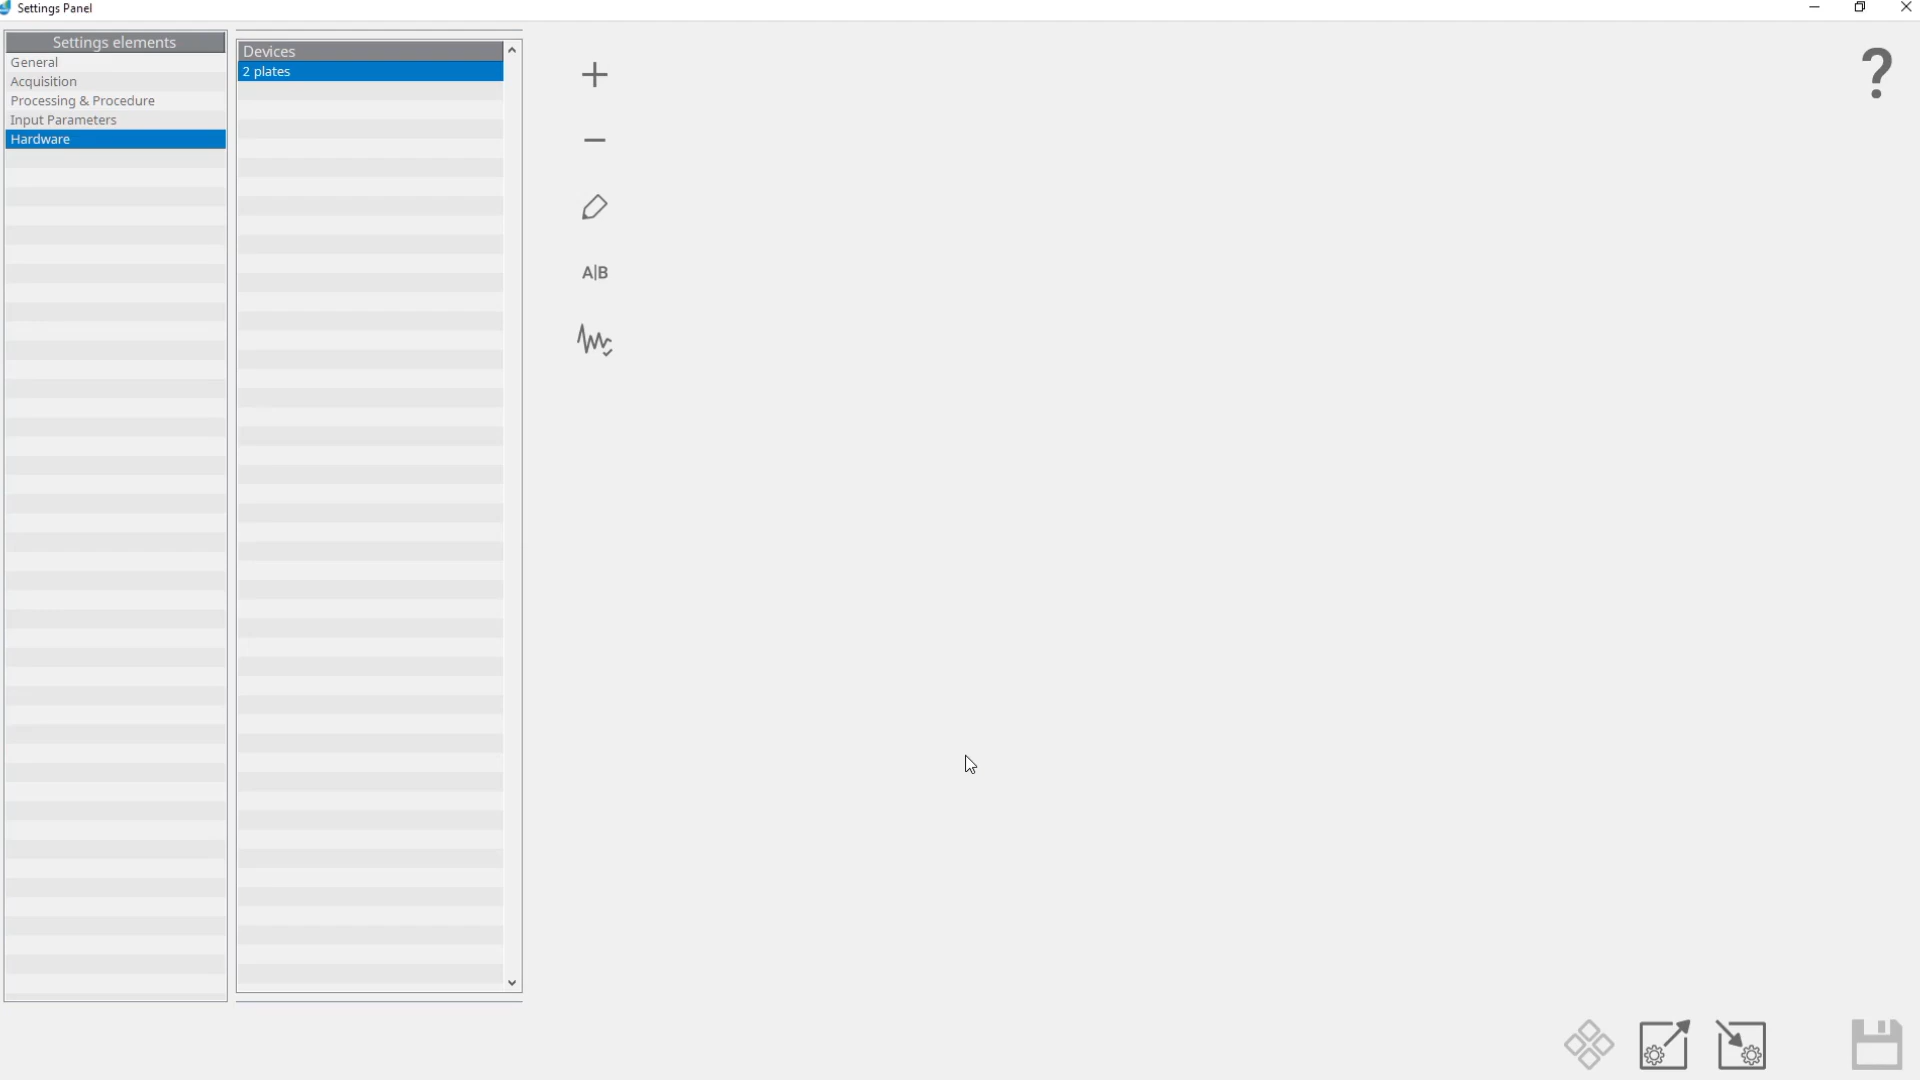 Settings Panel
Settings elements
General
Acquisition
Processing & Procedure
Input Parameters
Hardware
Devices
2 plates
A|B
?